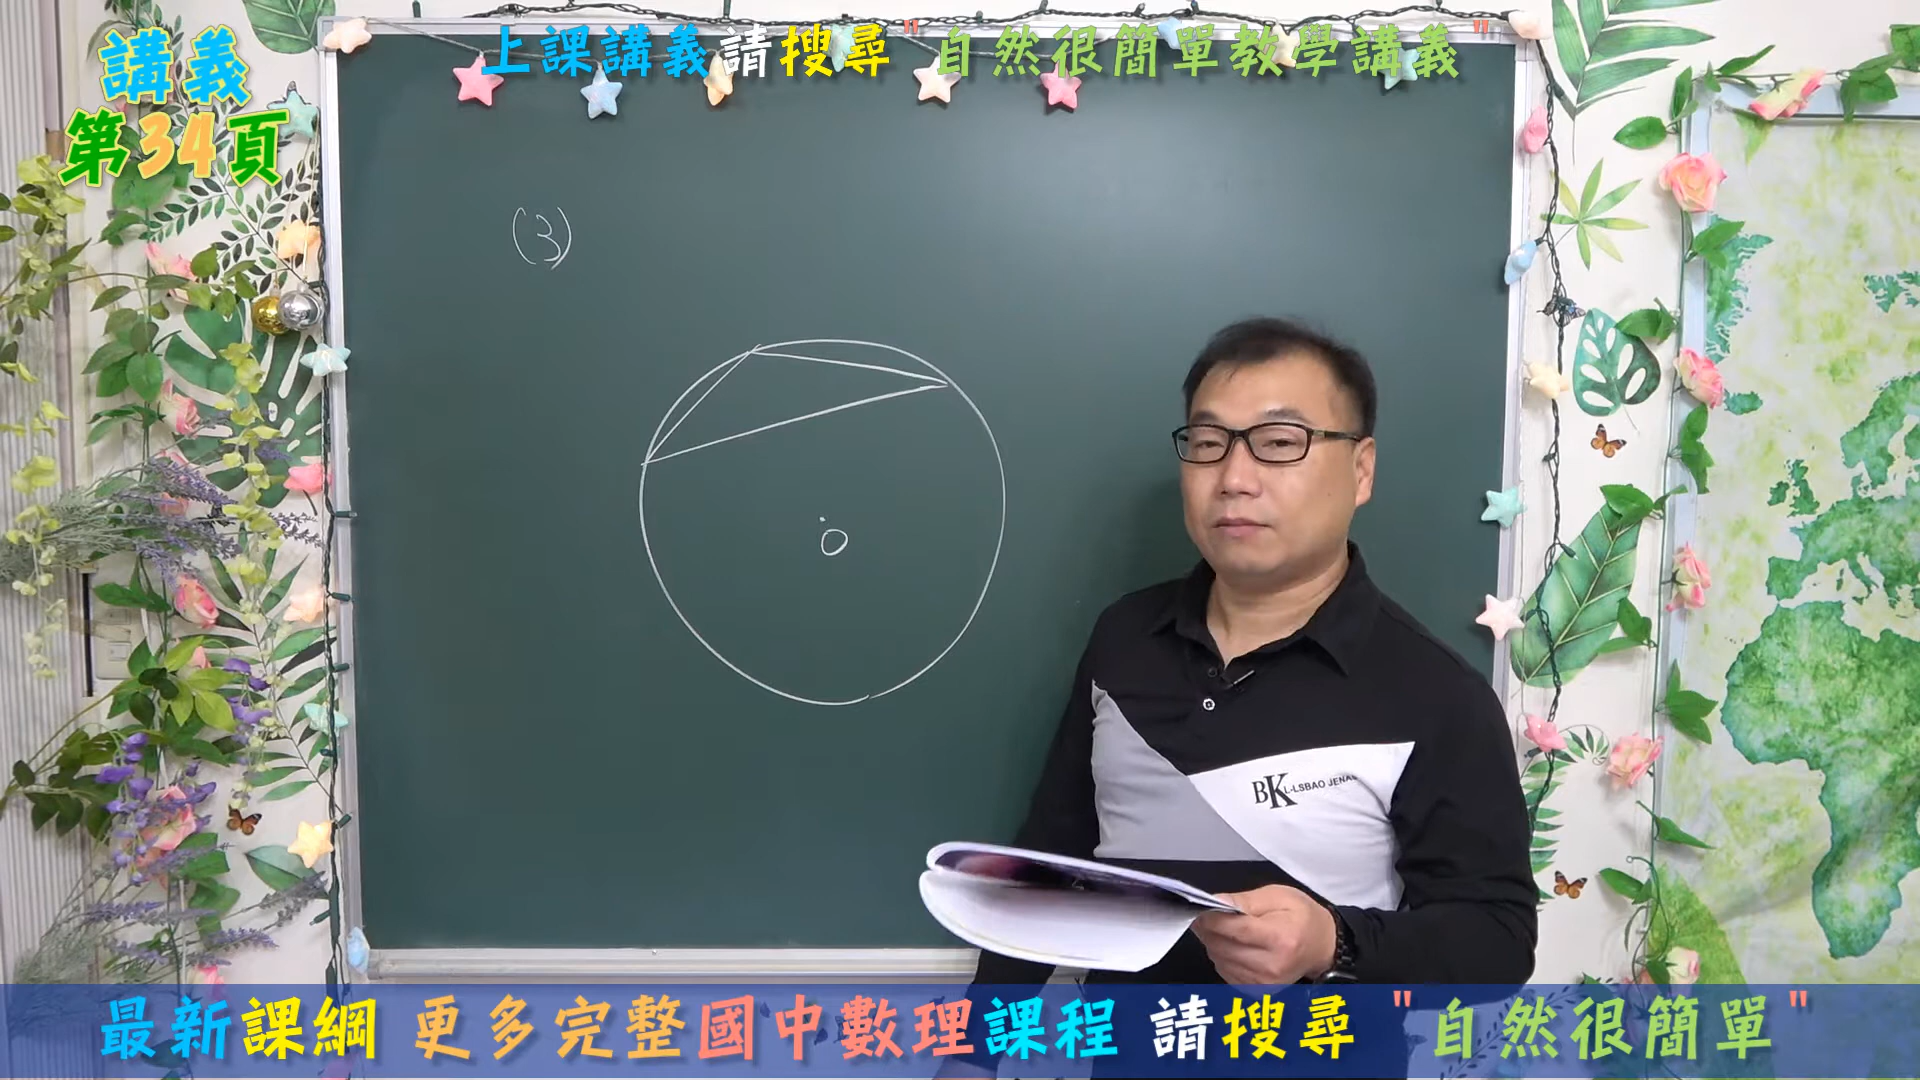 上課講義請搜尋"自然很簡單教學講義"
講義
第34頁
(3)
O
BK L-LSBAO JENAS
最新課綱 更多完整國中數理課程 請搜尋 "自然很簡單"